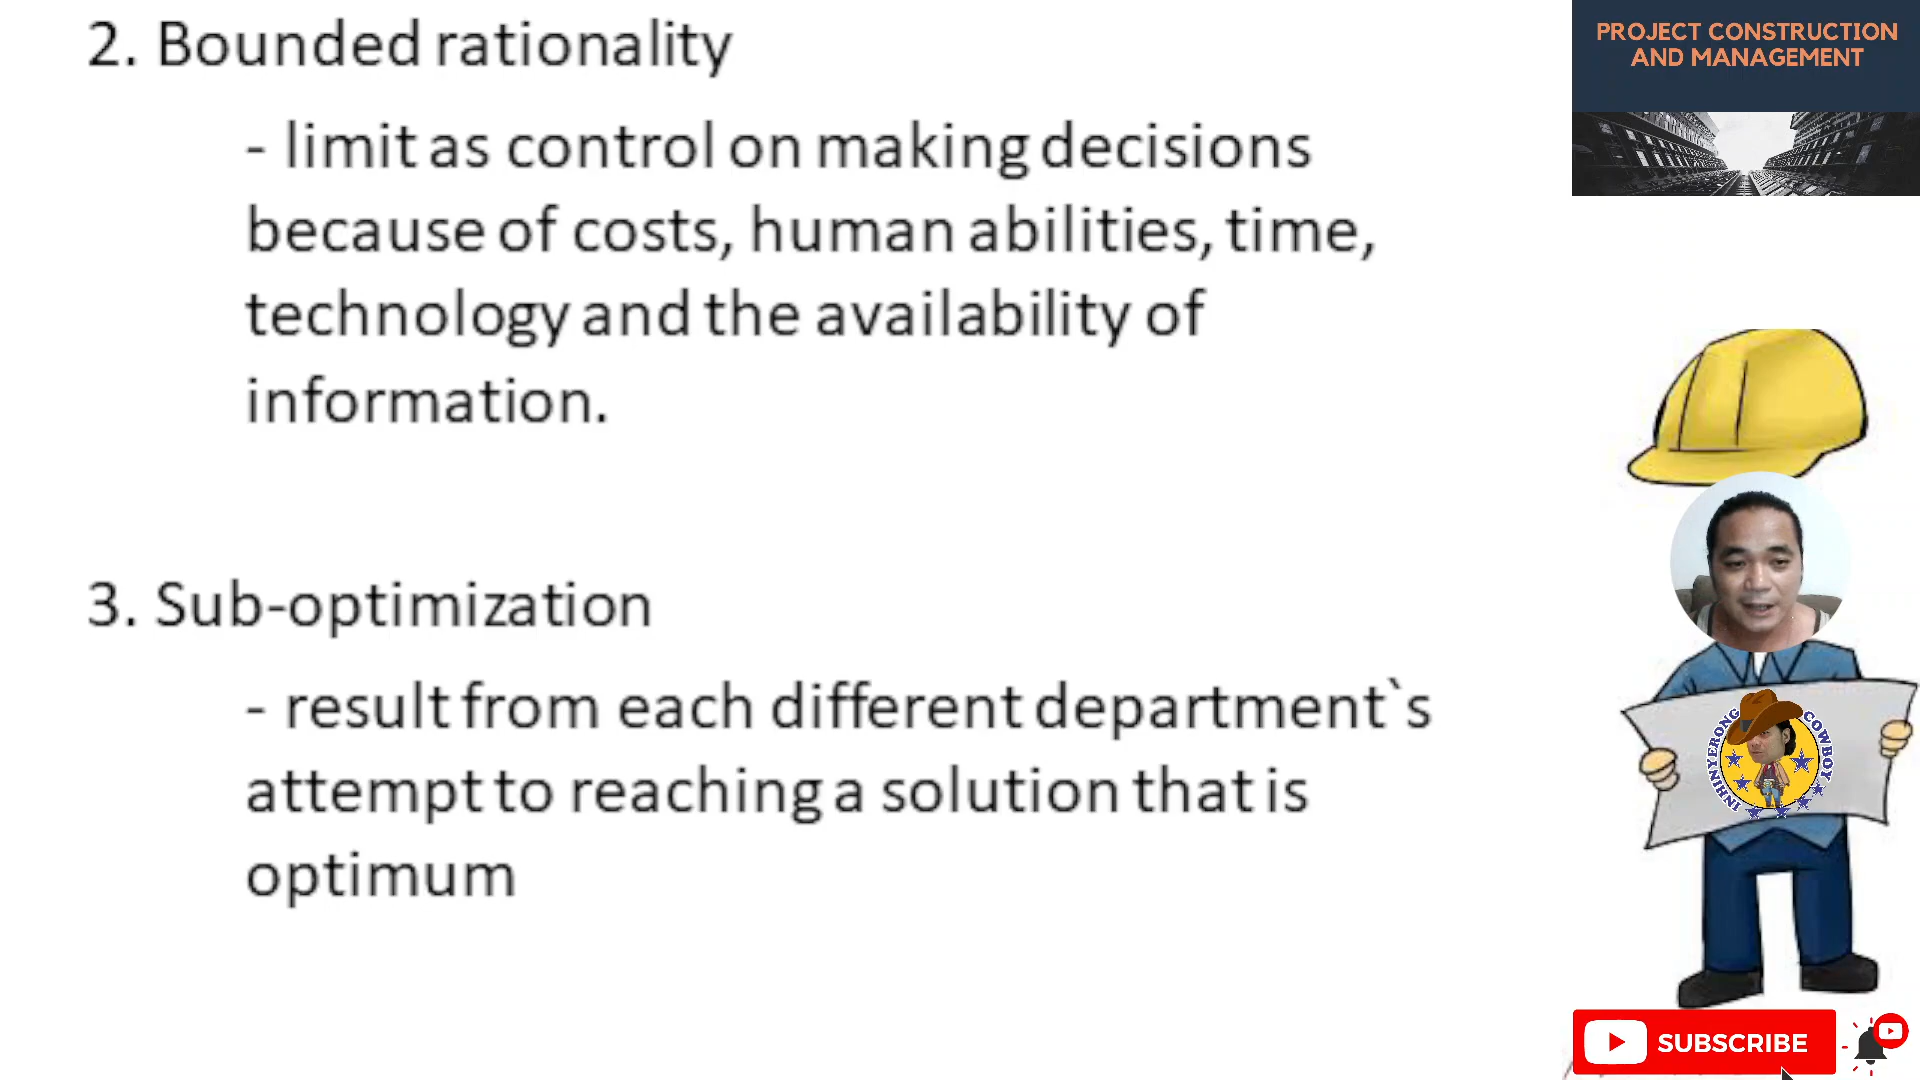 2. Bounded rationality
- limit as control on making decisions
because of costs, human abilities, time,
technology and the availability of
information.
3. Sub-optimization
- result from each different department`s
attempt to reaching a solution that is
optimum
PROJECT CONSTRUCTION
AND MANAGEMENT
INHINYERONG COWBOY
SUBSCRIBE